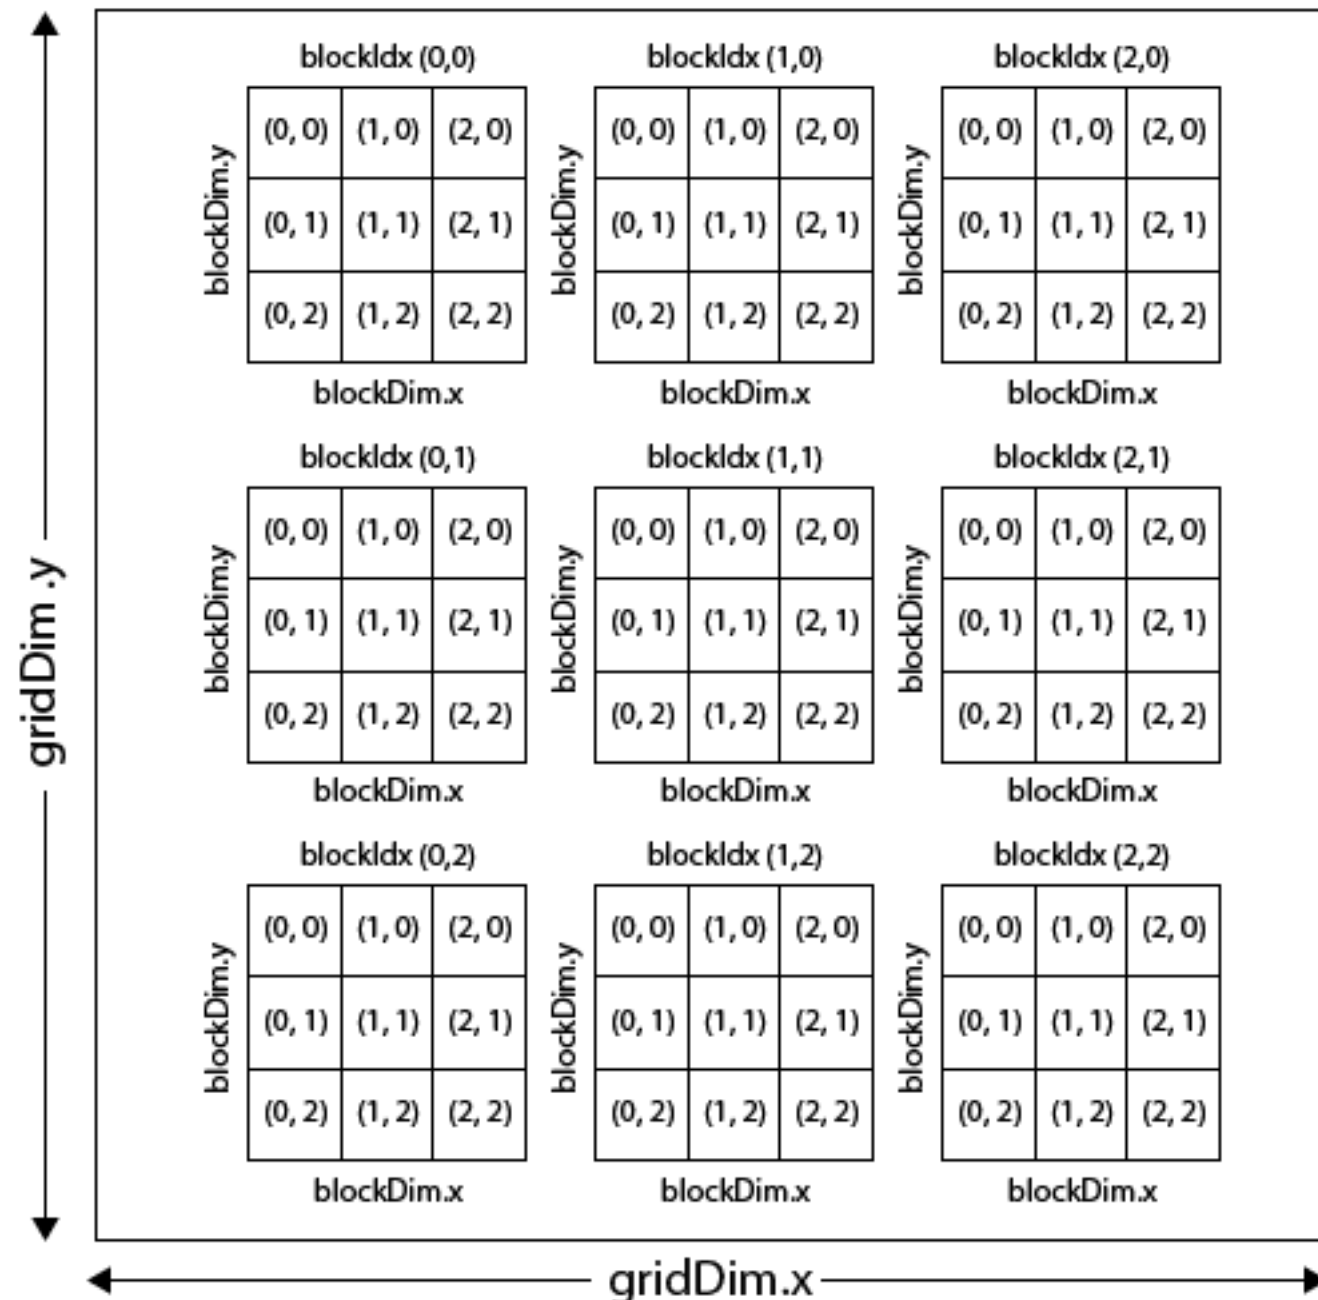 blockIdx (0,0) blockIdx (1,0) blockIdx (2,0)
blockDim.y blockDim.y blockDim.y
(0, 0) (1, 0) (2, 0) (0, 0) (1, 0) (2, 0) (0, 0) (1, 0) (2, 0)
(0, 1) (1, 1) (2, 1) (0, 1) (1, 1) (2, 1) (0, 1) (1, 1) (2, 1)
(0, 2) (1, 2) (2, 2) (0, 2) (1, 2) (2, 2) (0, 2) (1, 2) (2, 2)
blockDim.x blockDim.x blockDim.x
blockIdx (0,1) blockIdx (1,1) blockIdx (2,1)
blockDim.y blockDim.y blockDim.y
(0, 0) (1, 0) (2, 0) (0, 0) (1, 0) (2, 0) (0, 0) (1, 0) (2, 0)
(0, 1) (1, 1) (2, 1) (0, 1) (1, 1) (2, 1) (0, 1) (1, 1) (2, 1)
(0, 2) (1, 2) (2, 2) (0, 2) (1, 2) (2, 2) (0, 2) (1, 2) (2, 2)
blockDim.x blockDim.x blockDim.x
gridDim .y
blockIdx (0,2) blockIdx (1,2) blockIdx (2,2)
blockDim.y blockDim.y blockDim.y
(0, 0) (1, 0) (2, 0) (0, 0) (1, 0) (2, 0) (0, 0) (1, 0) (2, 0)
(0, 1) (1, 1) (2, 1) (0, 1) (1, 1) (2, 1) (0, 1) (1, 1) (2, 1)
(0, 2) (1, 2) (2, 2) (0, 2) (1, 2) (2, 2) (0, 2) (1, 2) (2, 2)
blockDim.x blockDim.x blockDim.x
gridDim.x